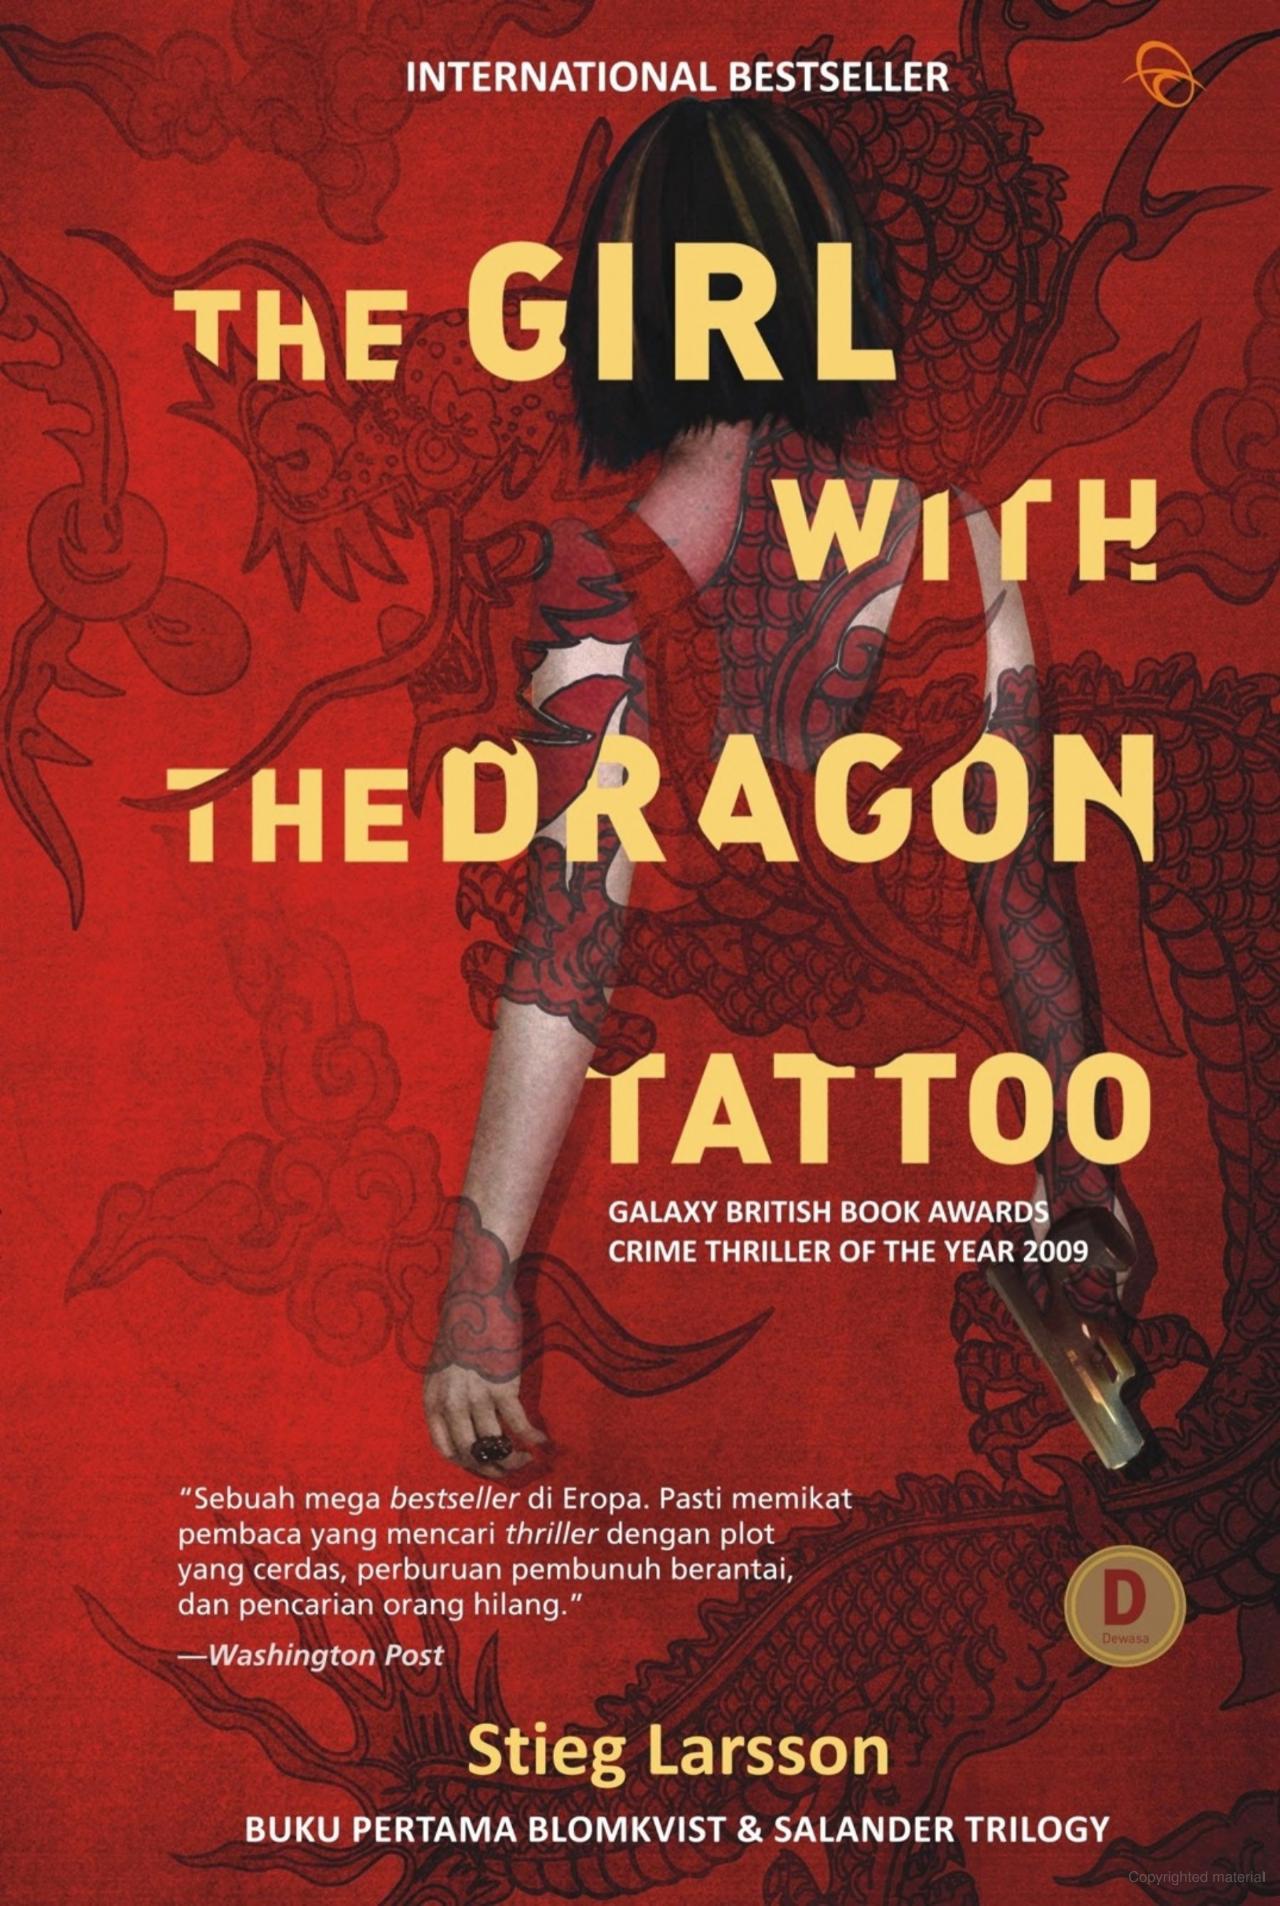 INTERNATIONAL BESTSELLER
THE GIRL
WITH
THE DRAGON
TATTOO
GALAXY BRITISH BOOK AWARDS
CRIME THRILLER OF THE YEAR 2009
“Sebuah mega bestseller di Eropa. Pasti memikat
pembaca yang mencari thriller dengan plot
yang cerdas, perburuan pembunuh berantai,
dan pencarian orang hilang.”
—Washington Post
D
Dewasa
Stieg Larsson
BUKU PERTAMA BLOMKVIST & SALANDER TRILOGY
Copyrighted material